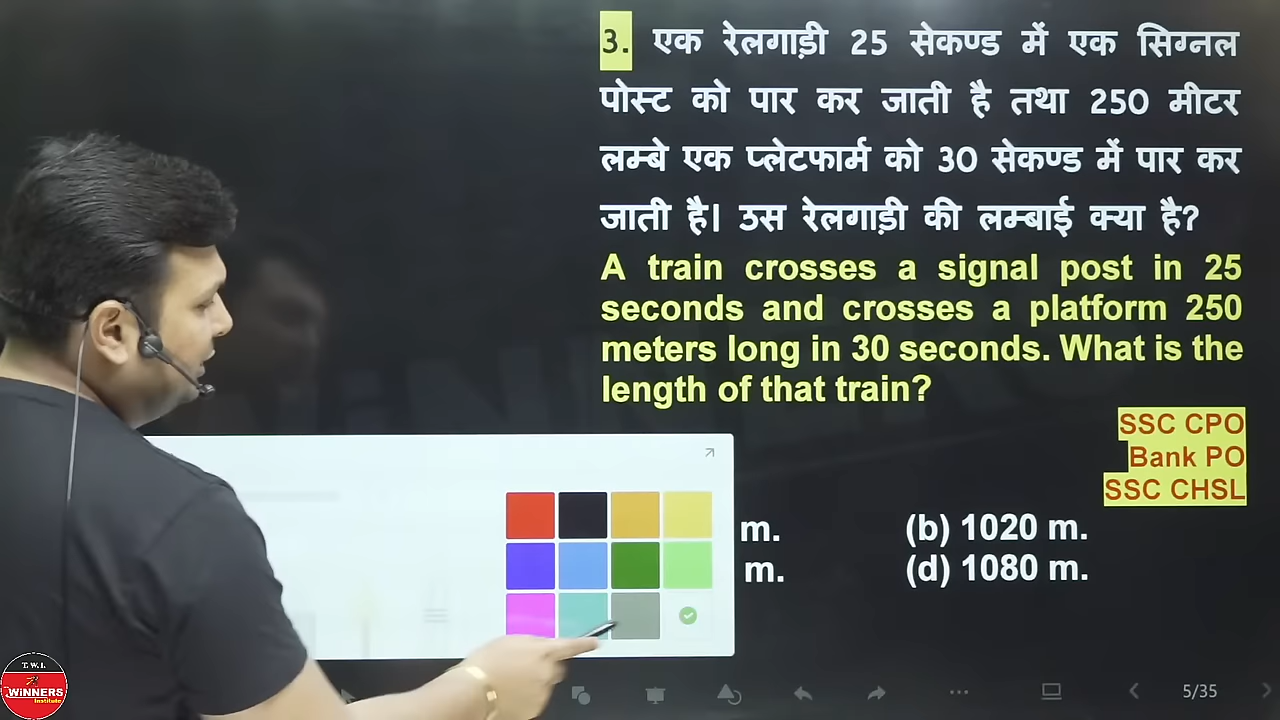 3. एक रेलगाड़ी 25 सेकण्ड में एक सिग्नल
पोस्ट को पार कर जाती है तथा 250 मीटर
लम्बे एक प्लेटफार्म को 30 सेकण्ड में पार कर
जाती है। उस रेलगाड़ी की लम्बाई क्या है?
A train crosses a signal post in 25
seconds and crosses a platform 250
meters long in 30 seconds. What is the
length of that train?
SSC CPO
Bank PO
SSC CHSL
m. (b) 1020 m.
m. (d) 1080 m.
5/35
T.W.I.
WINNERS
Institute